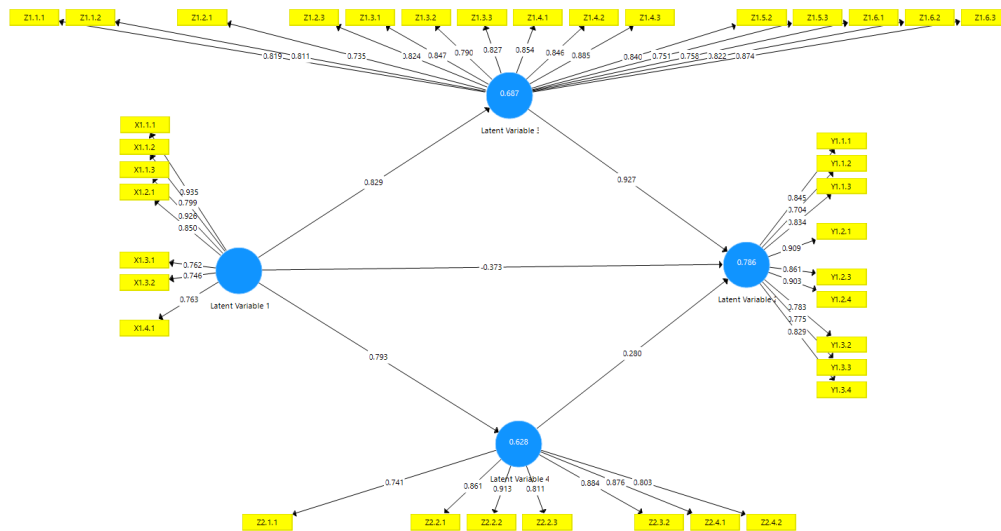 Z1.1.1 Z1.1.2 Z1.2.1 Z1.2.3 Z1.3.1 Z1.3.2 Z1.3.3 Z1.4.1 Z1.4.2 Z1.4.3 Z1.5.2 Z1.5.3 Z1.6.1 Z1.6.2 Z1.6.3
0.819 0.811 0.735 0.824 0.847 0.790 0.827 0.854 0.846 0.885 0.840 0.751 0.758 0.822 0.874
0.687
Latent Variable 3
X1.1.1
X1.1.2
X1.1.3
X1.2.1
0.935
0.799
0.926
0.850
X1.3.1
X1.3.2
X1.4.1
0.762
0.746
0.763
Latent Variable 1
0.829
0.927
-0.373
0.793
0.280
0.786
Latent Variable
Y1.1.1
Y1.1.2
Y1.1.3
Y1.2.1
Y1.2.3
Y1.2.4
Y1.3.2
Y1.3.3
Y1.3.4
0.845
0.704
0.834
0.909
0.861
0.903
0.783
0.775
0.829
0.628
Latent Variable 4
0.741 0.861 0.913 0.811 0.884 0.876 0.803
Z2.1.1 Z2.2.1 Z2.2.2 Z2.2.3 Z2.3.2 Z2.4.1 Z2.4.2